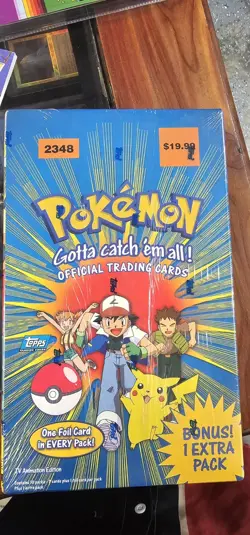 2348
$19.99
POKéMON
Gotta catch 'em all!
OFFICIAL TRADING CARDS
Topps
One Foil Card
in EVERY Pack!
BONUS!
1 EXTRA
PACK
TV Animation Edition